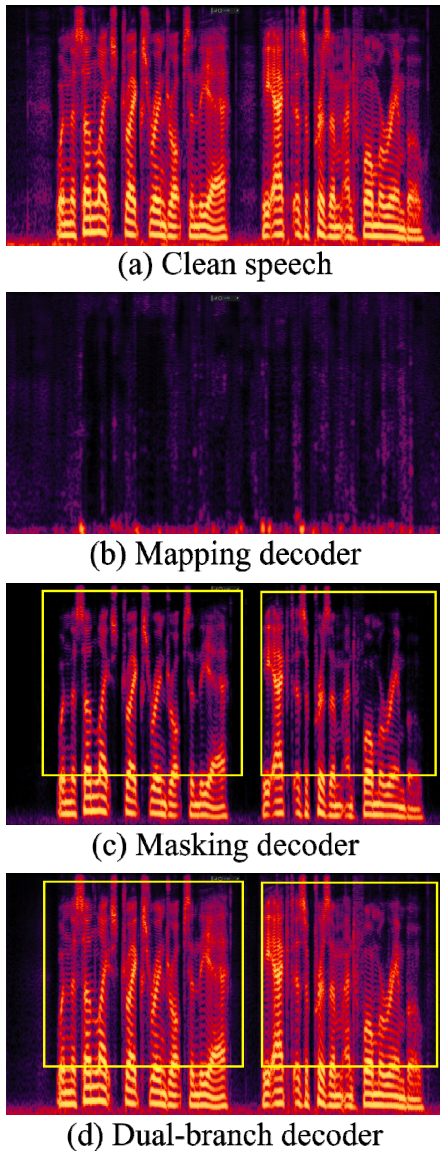 (a) Clean speech
(b) Mapping decoder
(c) Masking decoder
(d) Dual-branch decoder